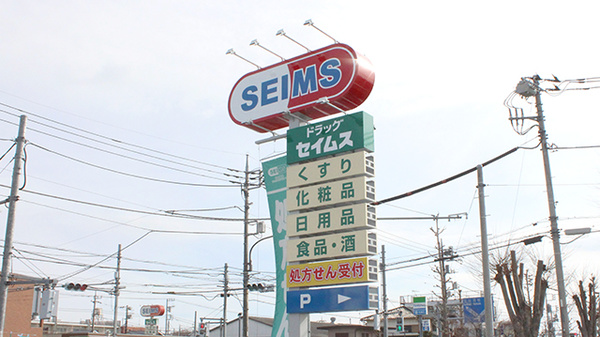 SEIMS
ドラッグ
セイムス
くすり
化粧品
日用品
食品・酒
処方せん受付
P